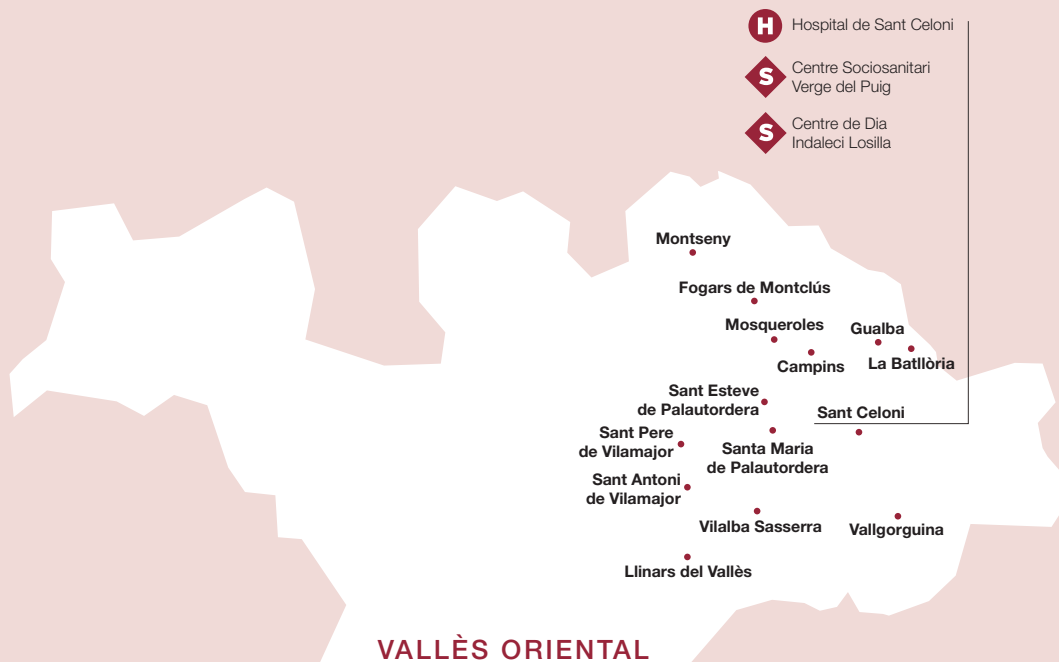 H Hospital de Sant Celoni
S Centre Sociosanitari
Verge del Puig
S Centre de Dia
Indaleci Losilla
Montseny
Fogars de Montclús
Mosqueroles
Gualba
Campins
La Batllòria
Sant Esteve
de Palautordera
Sant Celoni
Sant Pere
de Vilamajor
Santa Maria
de Palautordera
Sant Antoni
de Vilamajor
Vilalba Sasserra
Vallgorguina
Llinars del Vallès
VALLÈS ORIENTAL